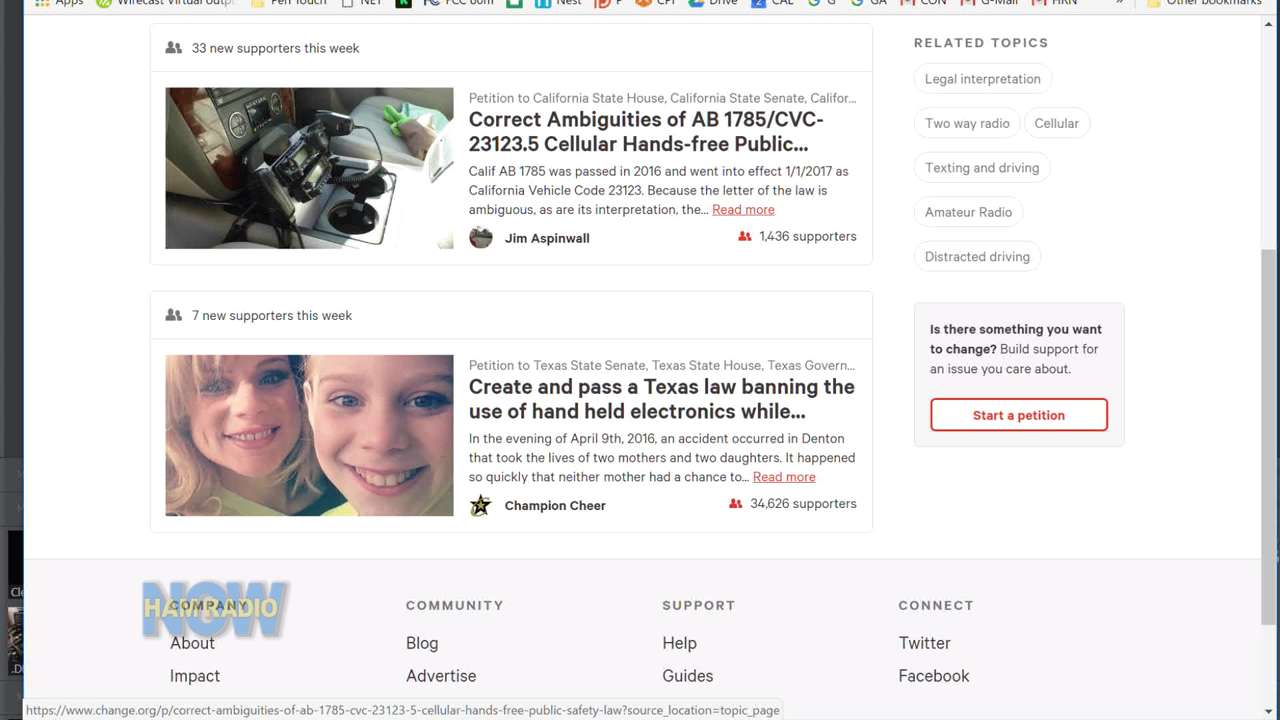 Apps
Wirecast Virtual
Pen Touch
NET
FCC dom
Nest
P
CPI
Drive
CAL
G
GA
CON
G-Mail
HRN
»
Other bookmarks
33 new supporters this week
Petition to California State House, California State Senate, Califor...
Correct Ambiguities of AB 1785/CVC-
23123.5 Cellular Hands-free Public...
Calif AB 1785 was passed in 2016 and went into effect 1/1/2017 as
California Vehicle Code 23123. Because the letter of the law is
ambiguous, as are its interpretation, the... Read more
Jim Aspinwall
1,436 supporters
7 new supporters this week
Petition to Texas State Senate, Texas State House, Texas Govern...
Create and pass a Texas law banning the
use of hand held electronics while...
In the evening of April 9th, 2016, an accident occurred in Denton
that took the lives of two mothers and two daughters. It happened
so quickly that neither mother had a chance to... Read more
Champion Cheer
34,626 supporters
RELATED TOPICS
Legal interpretation
Two way radio
Cellular
Texting and driving
Amateur Radio
Distracted driving
Is there something you want
to change? Build support for
an issue you care about.
Start a petition
NOW
HAM RADIO
COMPANY
About
Impact
COMMUNITY
Blog
Advertise
SUPPORT
Help
Guides
CONNECT
Twitter
Facebook
https://www.change.org/p/correct-ambiguities-of-ab-1785-cvc-23123-5-cellular-hands-free-public-safety-law?source_location=topic_page